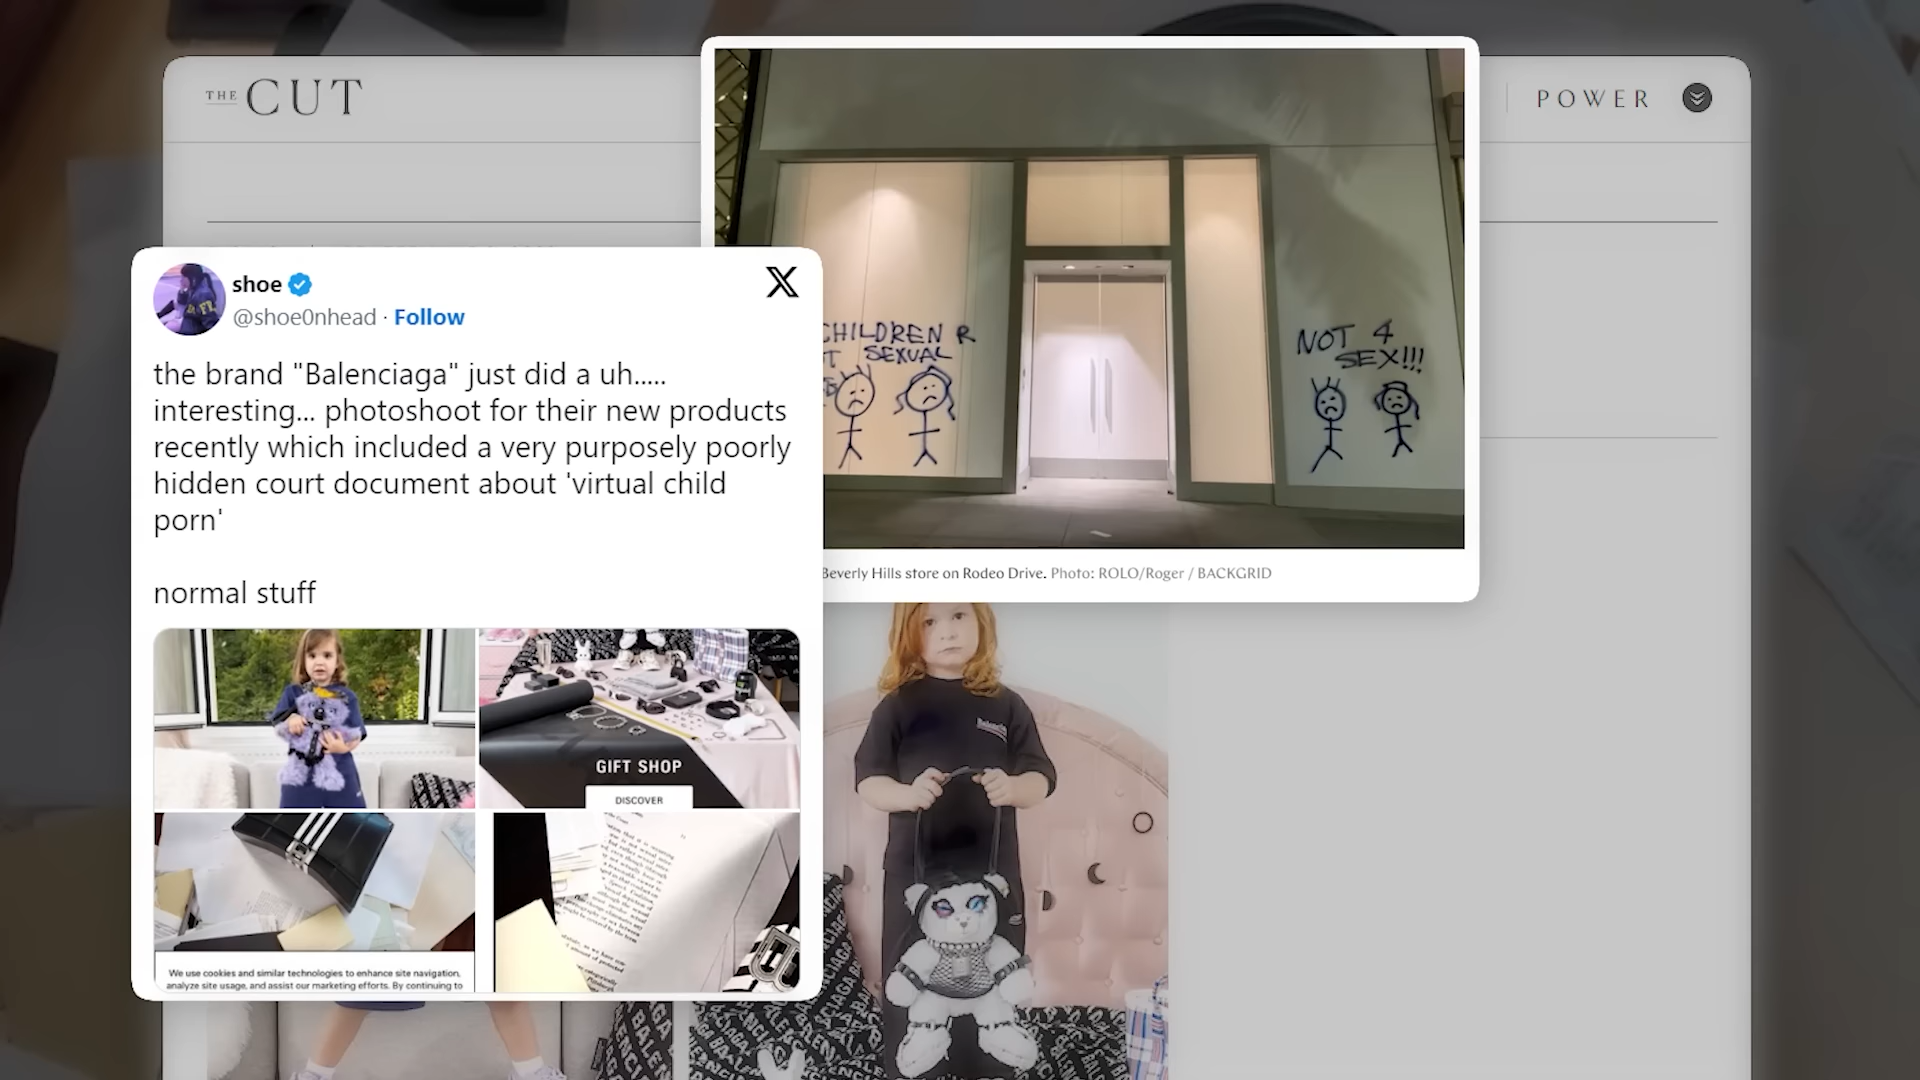 THE CUT
POWER
shoe
@shoe0nhead · Follow
the brand "Balenciaga" just did a uh.....
interesting... photoshoot for their new products
recently which included a very purposely poorly
hidden court document about 'virtual child
porn'
normal stuff
GIFT SHOP
DISCOVER
We use cookies and similar technologies to enhance site navigation,
analyze site usage, and assist our marketing efforts. By continuing to
CHILDREN R
SEXUAL
NOT 4
SEX!!!
Beverly Hills store on Rodeo Drive. Photo: ROLO/Roger / BACKGRID